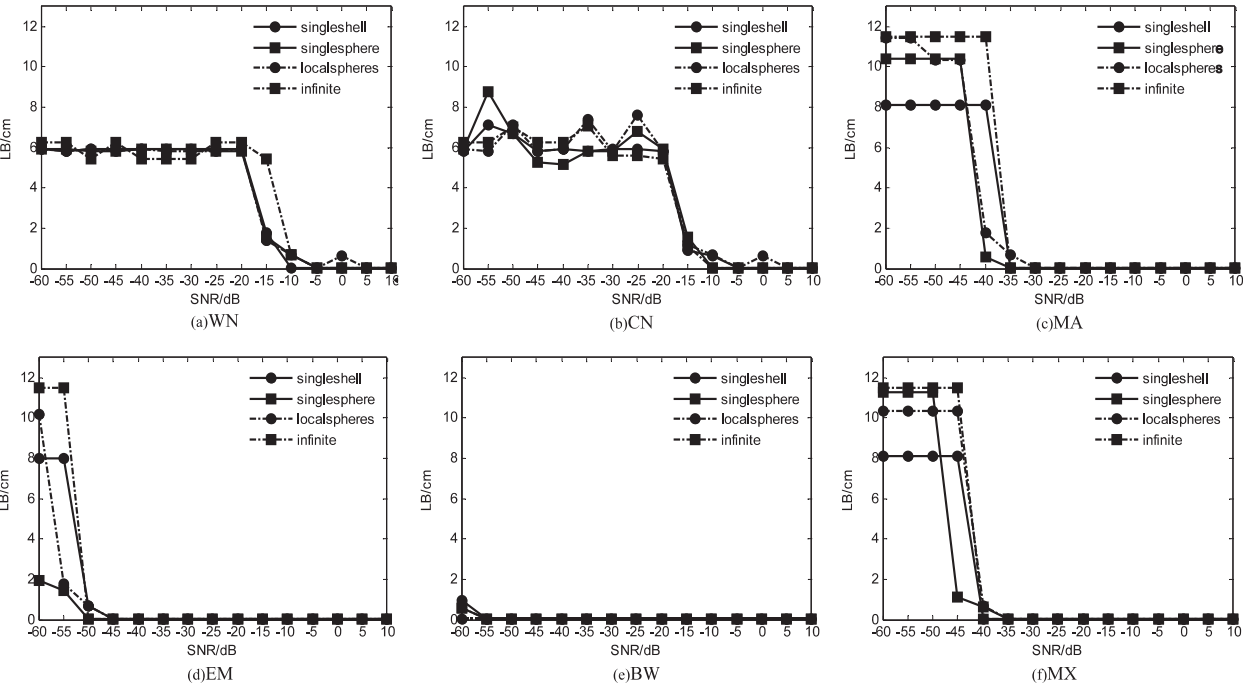 12
10
8
6
4
2
0
LB/cm
singleshell
singlesphere
localspheres
infinite
-60 -55 -50 -45 -40 -35 -30 -25 -20 -15 -10 -5 0 5 10
SNR/dB
(a)WN
12
10
8
6
4
2
0
LB/cm
singleshell
singlesphere
localspheres
infinite
-60 -55 -50 -45 -40 -35 -30 -25 -20 -15 -10 -5 0 5 10
SNR/dB
(b)CN
12
10
8
6
4
2
0
LB/cm
singleshell
singlesphere
localspheres
infinite
-60 -55 -50 -45 -40 -35 -30 -25 -20 -15 -10 -5 0 5 10
SNR/dB
(c)MA
12
10
8
6
4
2
0
LB/cm
singleshell
singlesphere
localspheres
infinite
-60 -55 -50 -45 -40 -35 -30 -25 -20 -15 -10 -5 0 5 10
SNR/dB
(d)EM
12
10
8
6
4
2
0
LB/cm
singleshell
singlesphere
localspheres
infinite
-60 -55 -50 -45 -40 -35 -30 -25 -20 -15 -10 -5 0 5 10
SNR/dB
(e)BW
12
10
8
6
4
2
0
LB/cm
singleshell
singlesphere
localspheres
infinite
-60 -55 -50 -45 -40 -35 -30 -25 -20 -15 -10 -5 0 5 10
SNR/dB
(f)MX